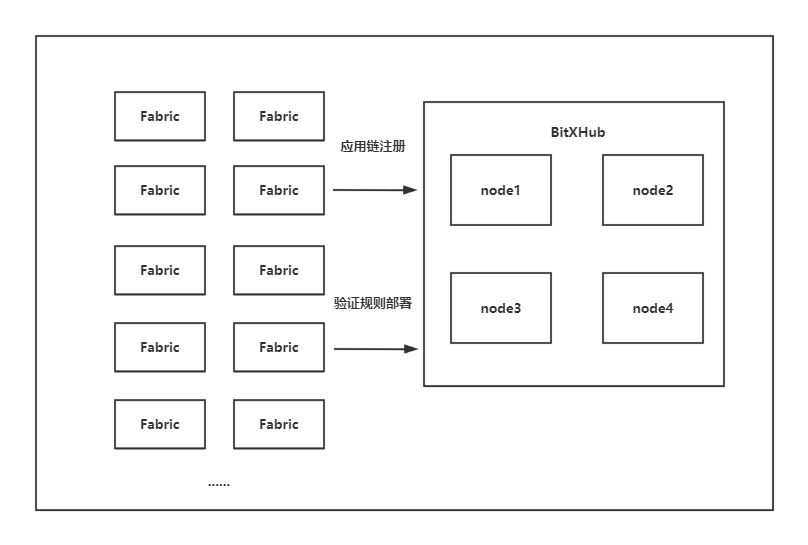 BitXHub
Fabric
Fabric
应用链注册
Fabric
Fabric
node1
node2
Fabric
Fabric
验证规则部署
node3
node4
Fabric
Fabric
Fabric
Fabric
......